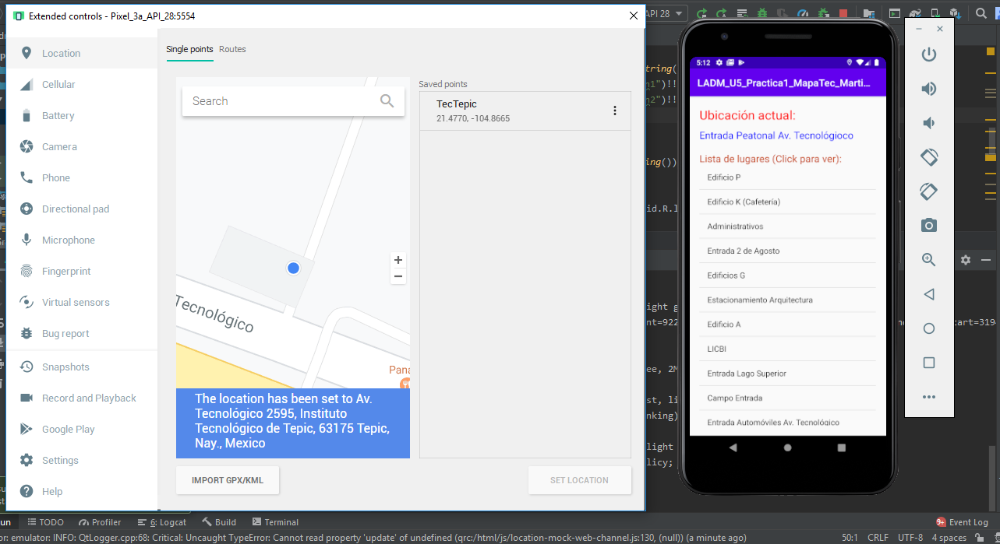 Extended controls - Pixel_3a_API_28:5554
API 28
Location
Cellular
Battery
Camera
Phone
Directional pad
Microphone
Fingerprint
Virtual sensors
Bug report
Snapshots
Record and Playback
Google Play
Settings
Help
Single points
Routes
Search
Tecnológico
Pana
The location has been set to Av.
Tecnológico 2595, Instituto
Tecnológico de Tepic, 63175 Tepic,
Nay., Mexico
IMPORT GPX/KML
Saved points
TecTepic
21.4770, -104.8665
SET LOCATION
5:12
LADM_U5_Practica1_MapaTec_Marti...
Ubicación actual:
Entrada Peatonal Av. Tecnológioco
Lista de lugares (Click para ver):
Edificio P
Edificio K (Cafetería)
Administrativos
Entrada 2 de Agosto
Edificios G
Estacionamiento Arquitectura
Edificio A
LICBI
Entrada Lago Superior
Campo Entrada
Entrada Automóviles Av. Tecnológico
tring(
1")!!
2")!!
ing())
id.R.l
ight g
nt=922
tart=3194
ee, 2M
st, li
nking)
light
licy;
un
TODO
Profiler
6: Logcat
Build
Terminal
9+
Event Log
or: emulator: INFO: QtLogger.cpp:68: Critical: Uncaught TypeError: Cannot read property 'update' of undefined (qrc:/html/js/location-mock-web-channel.js:130, (null)) (a minute ago)
50:1
CRLF
UTF-8
4 spaces